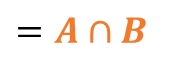 = A ∩ B